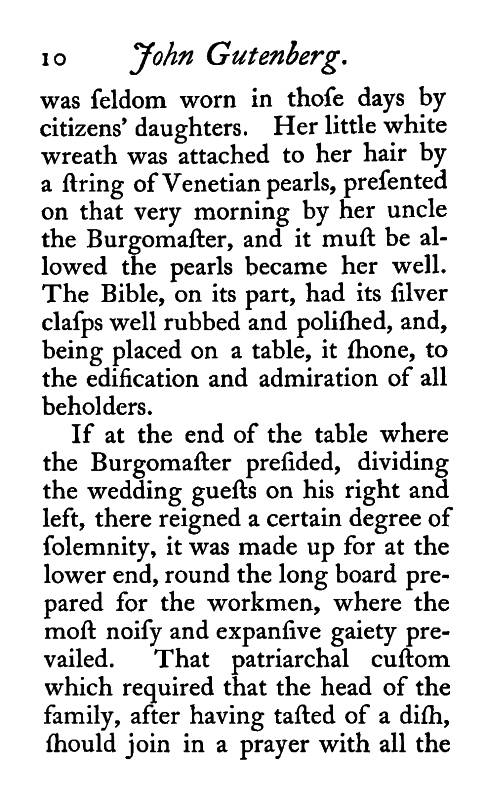 10 John Gutenberg.
was ſeldom worn in thoſe days by
citizens’ daughters. Her little white
wreath was attached to her hair by
a ſtring of Venetian pearls, preſented
on that very morning by her uncle
the Burgomaſter, and it muſt be al-
lowed the pearls became her well.
The Bible, on its part, had its ſilver
claſps well rubbed and poliſhed, and,
being placed on a table, it ſhone, to
the edification and admiration of all
beholders.
If at the end of the table where
the Burgomaſter preſided, dividing
the wedding gueſts on his right and
left, there reigned a certain degree of
ſolemnity, it was made up for at the
lower end, round the long board pre-
pared for the workmen, where the
moſt noiſy and expanſive gaiety pre-
vailed. That patriarchal cuſtom
which required that the head of the
family, after having taſted of a diſh,
ſhould join in a prayer with all the